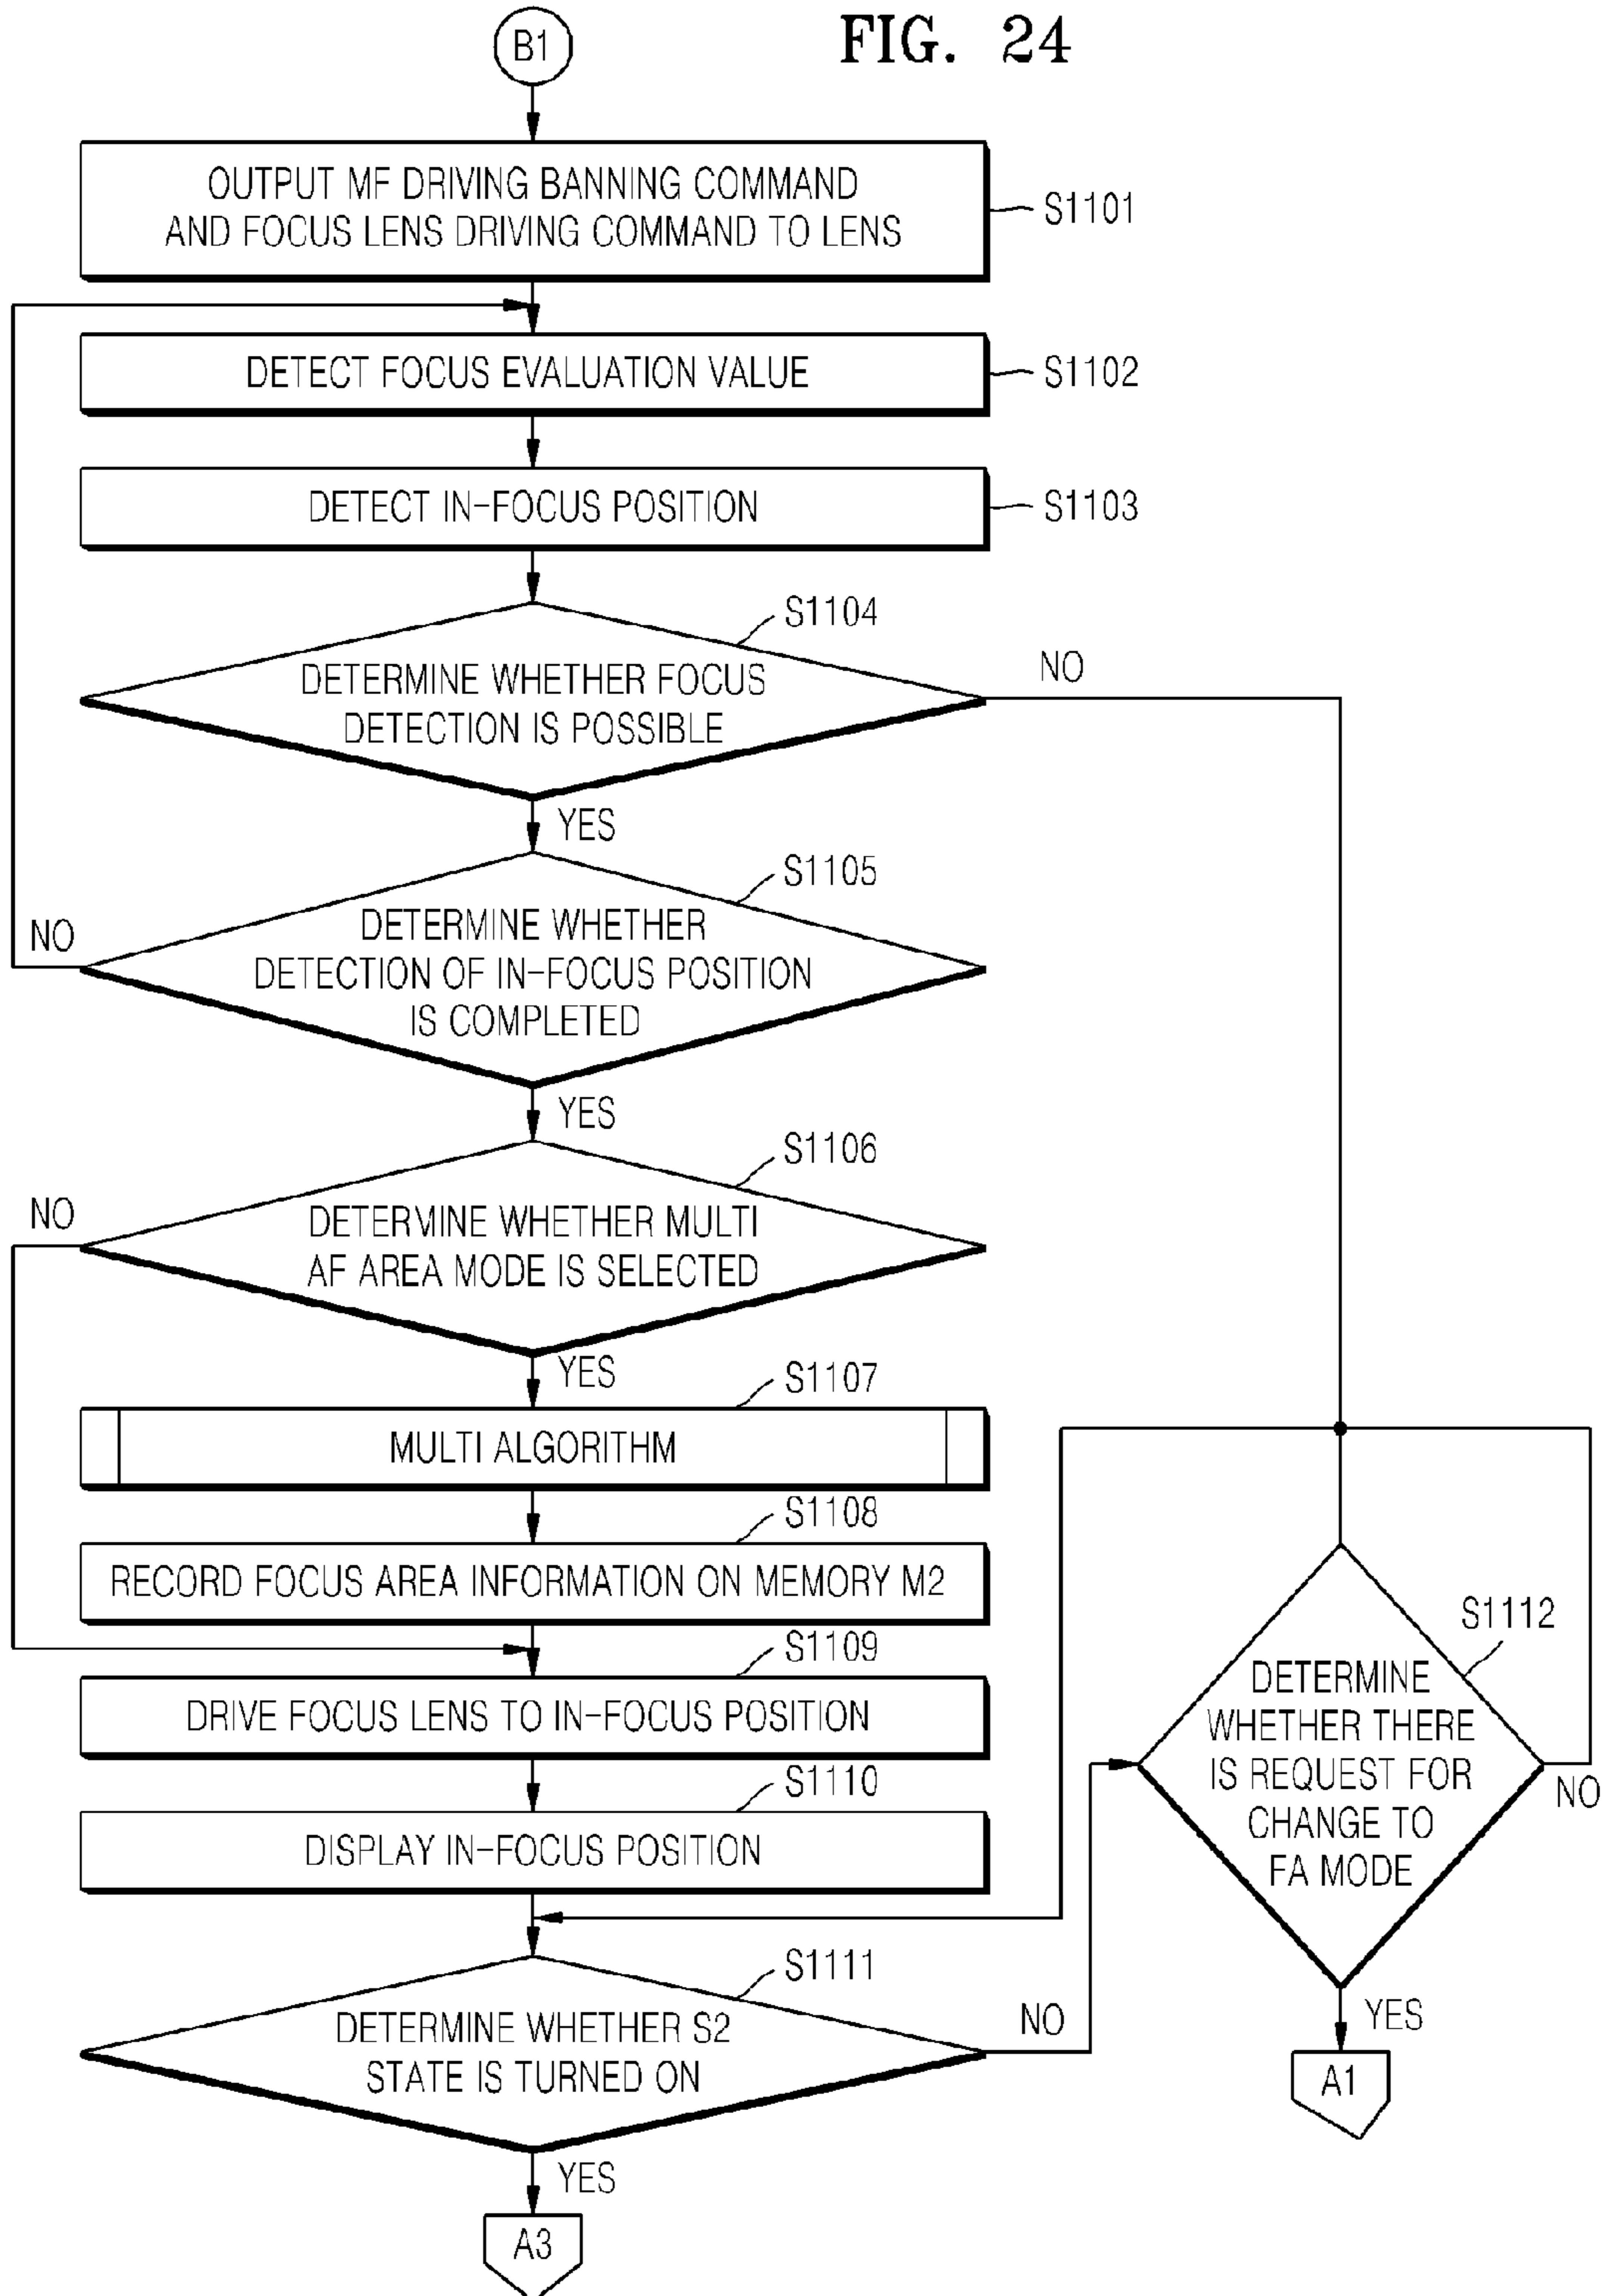 FIG. 24
B1
OUTPUT MF DRIVING BANNING COMMAND
AND FOCUS LENS DRIVING COMMAND TO LENS
S1101
DETECT FOCUS EVALUATION VALUE
S1102
DETECT IN-FOCUS POSITION
S1103
S1104
DETERMINE WHETHER FOCUS
DETECTION IS POSSIBLE
NO
YES
S1105
DETERMINE WHETHER
DETECTION OF IN-FOCUS POSITION
IS COMPLETED
NO
YES
S1106
DETERMINE WHETHER MULTI
AF AREA MODE IS SELECTED
NO
YES
S1107
MULTI ALGORITHM
S1108
RECORD FOCUS AREA INFORMATION ON MEMORY M2
S1109
DRIVE FOCUS LENS TO IN-FOCUS POSITION
S1110
DISPLAY IN-FOCUS POSITION
S1111
DETERMINE WHETHER S2
STATE IS TURNED ON
NO
YES
A3
S1112
DETERMINE
WHETHER THERE
IS REQUEST FOR
CHANGE TO
FA MODE
NO
YES
A1